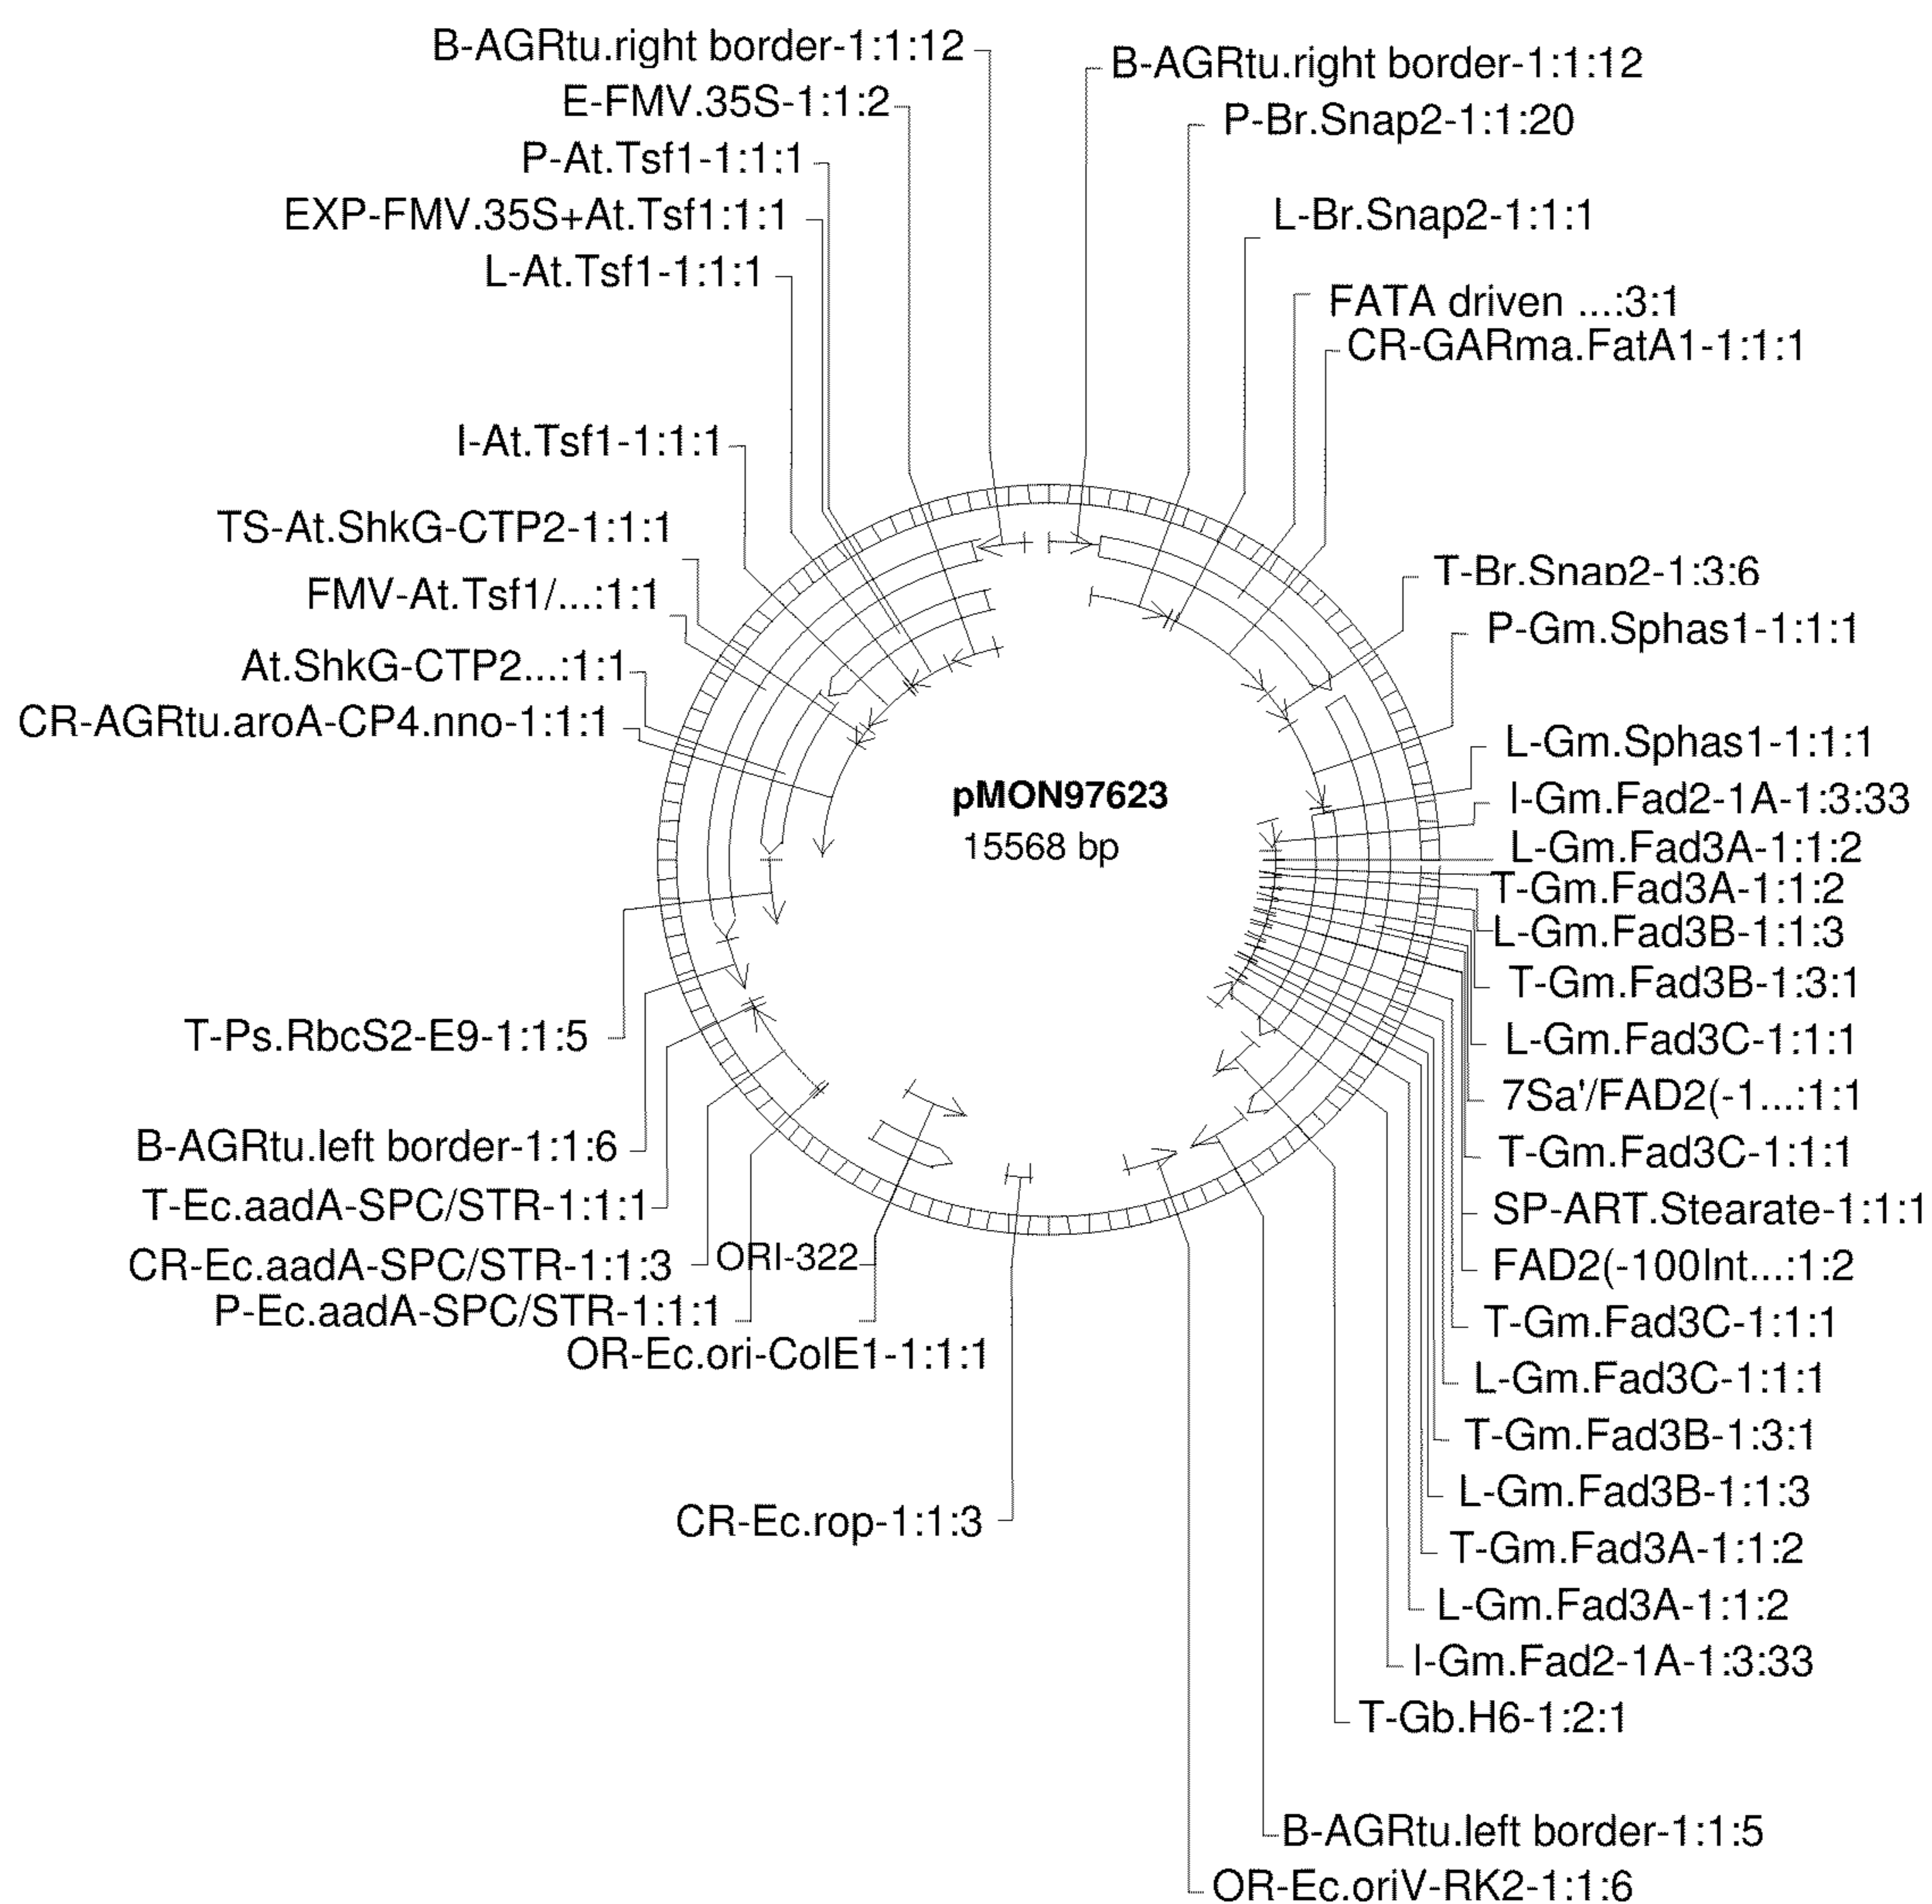 B-AGRtu.right border-1:1:12
E-FMV.35S-1:1:2
P-At.Tsf1-1:1:1
EXP-FMV.35S+At.Tsf1:1:1
L-At.Tsf1-1:1:1
I-At.Tsf1-1:1:1
TS-At.ShkG-CTP2-1:1:1
FMV-At.Tsf1/...:1:1
At.ShkG-CTP2...:1:1
CR-AGRtu.aroA-CP4.nno-1:1:1
B-AGRtu.right border-1:1:12
P-Br.Snap2-1:1:20
L-Br.Snap2-1:1:1
FATA driven ...:3:1
CR-GARma.FatA1-1:1:1
T-Br.Snap2-1:3:6
P-Gm.Sphas1-1:1:1
L-Gm.Sphas1-1:1:1
I-Gm.Fad2-1A-1:3:33
L-Gm.Fad3A-1:1:2
T-Gm.Fad3A-1:1:2
L-Gm.Fad3B-1:1:3
T-Gm.Fad3B-1:3:1
L-Gm.Fad3C-1:1:1
7Sa'/FAD2(-1...:1:1
T-Gm.Fad3C-1:1:1
SP-ART.Stearate-1:1:1
FAD2(-100Int...:1:2
T-Gm.Fad3C-1:1:1
L-Gm.Fad3C-1:1:1
T-Gm.Fad3B-1:3:1
L-Gm.Fad3B-1:1:3
T-Gm.Fad3A-1:1:2
L-Gm.Fad3A-1:1:2
I-Gm.Fad2-1A-1:3:33
T-Gb.H6-1:2:1
B-AGRtu.left border-1:1:5
OR-Ec.oriV-RK2-1:1:6
pMON97623
15568 bp
T-Ps.RbcS2-E9-1:1:5
B-AGRtu.left border-1:1:6
T-Ec.aadA-SPC/STR-1:1:1
CR-Ec.aadA-SPC/STR-1:1:3
P-Ec.aadA-SPC/STR-1:1:1
ORI-322
OR-Ec.ori-ColE1-1:1:1
CR-Ec.rop-1:1:3